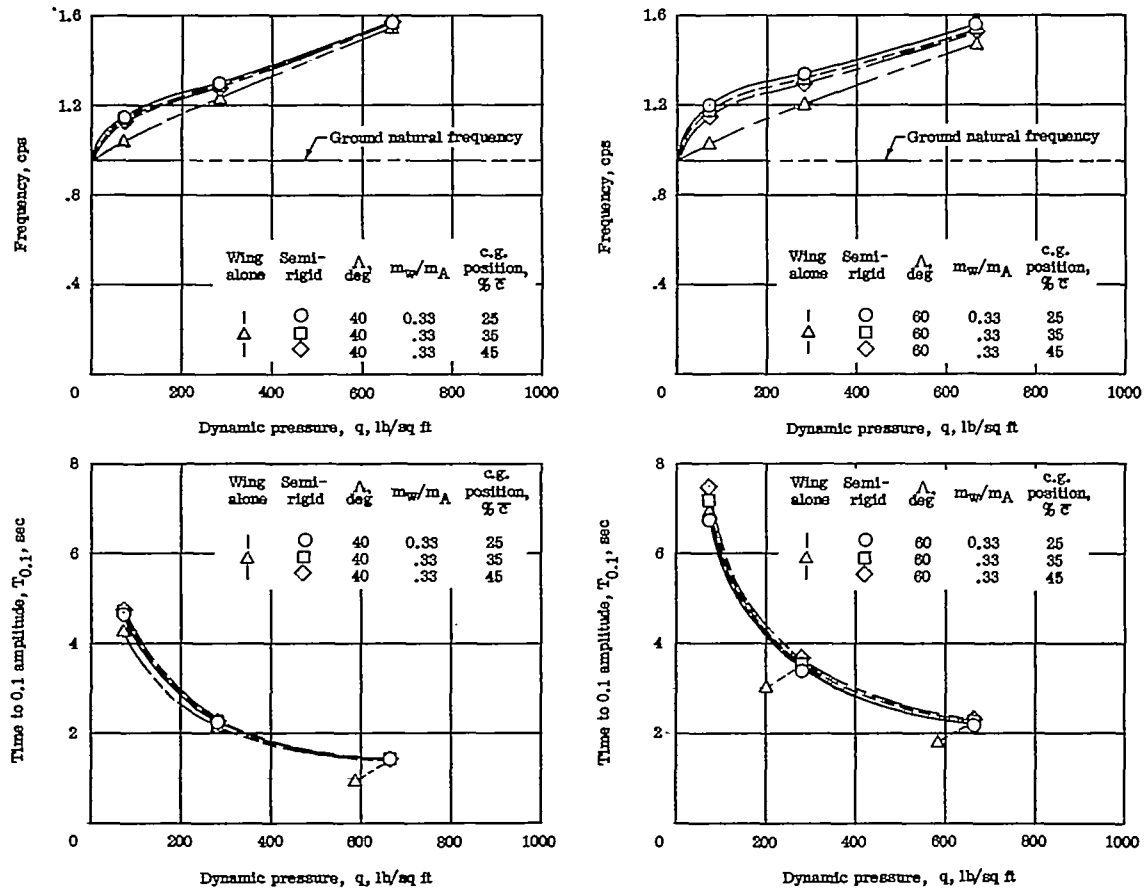 1.6
1.2
.8
.4
0 200 400 600 800 1000
Frequency, cps
Dynamic pressure, q, lb/sq ft
Ground natural frequency
Wing alone Semi-rigid Λ, deg m_w/m_A c.g. position, % c̄
40 0.33 25
40 .33 35
40 .33 45
1.6
1.2
.8
.4
0 200 400 600 800 1000
Frequency, cps
Dynamic pressure, q, lb/sq ft
Ground natural frequency
Wing alone Semi-rigid Λ, deg m_w/m_A c.g. position, % c̄
60 0.33 25
60 .33 35
60 .33 45
8
6
4
2
0 200 400 600 800 1000
Time to 0.1 amplitude, T_0.1, sec
Dynamic pressure, q, lb/sq ft
Wing alone Semi-rigid Λ, deg m_w/m_A c.g. position, % c̄
40 0.33 25
40 .33 35
40 .33 45
8
6
4
2
0 200 400 600 800 1000
Time to 0.1 amplitude, T_0.1, sec
Dynamic pressure, q, lb/sq ft
Wing alone Semi-rigid Λ, deg m_w/m_A c.g. position, % c̄
60 0.33 25
60 .33 35
60 .33 45